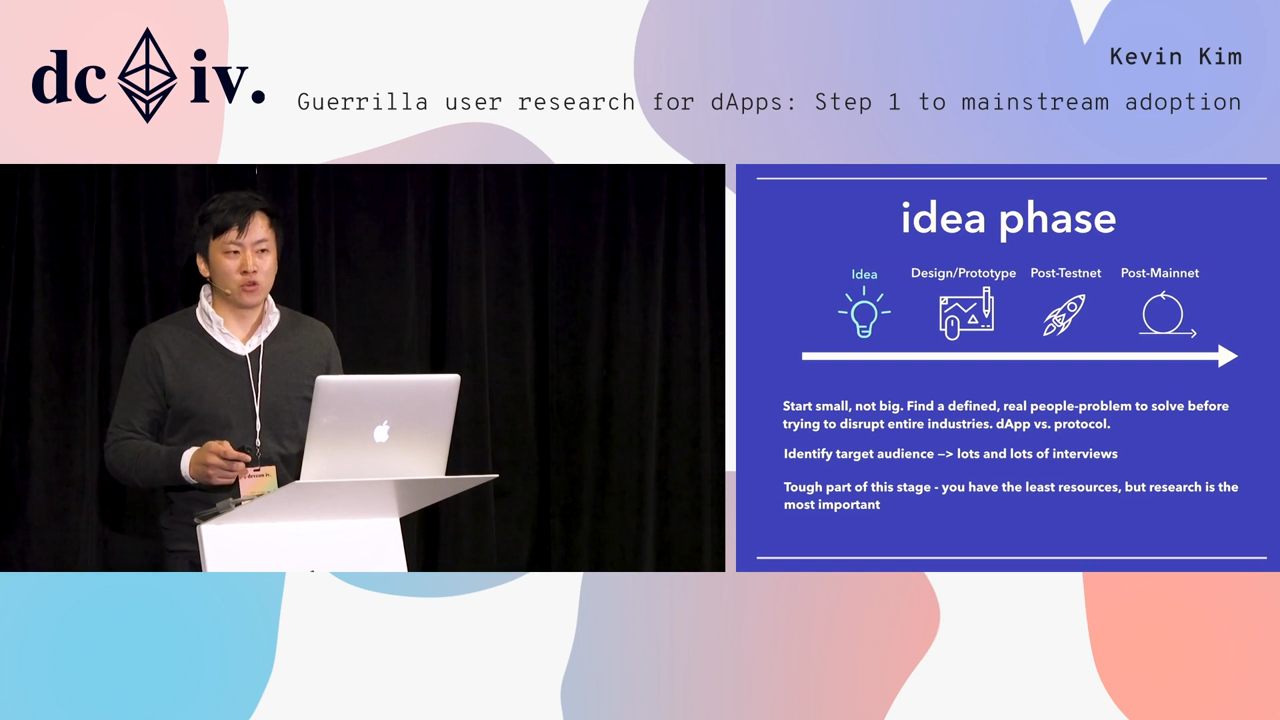 dc iv.
Kevin Kim
Guerrilla user research for dApps: Step 1 to mainstream adoption
idea phase
Idea
Design/Prototype
Post-Testnet
Post-Mainnet
Start small, not big. Find a defined, real people-problem to solve before
trying to disrupt entire industries. dApp vs. protocol.
Identify target audience —> lots and lots of interviews
Tough part of this stage - you have the least resources, but research is the
most important
devcon iv.